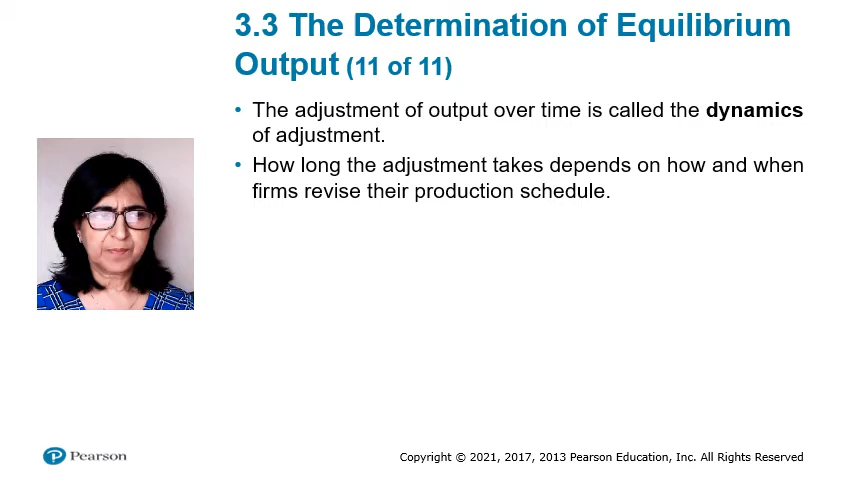 3.3 The Determination of Equilibrium
Output (11 of 11)
• The adjustment of output over time is called the dynamics
of adjustment.
• How long the adjustment takes depends on how and when
firms revise their production schedule.
Pearson
Copyright © 2021, 2017, 2013 Pearson Education, Inc. All Rights Reserved